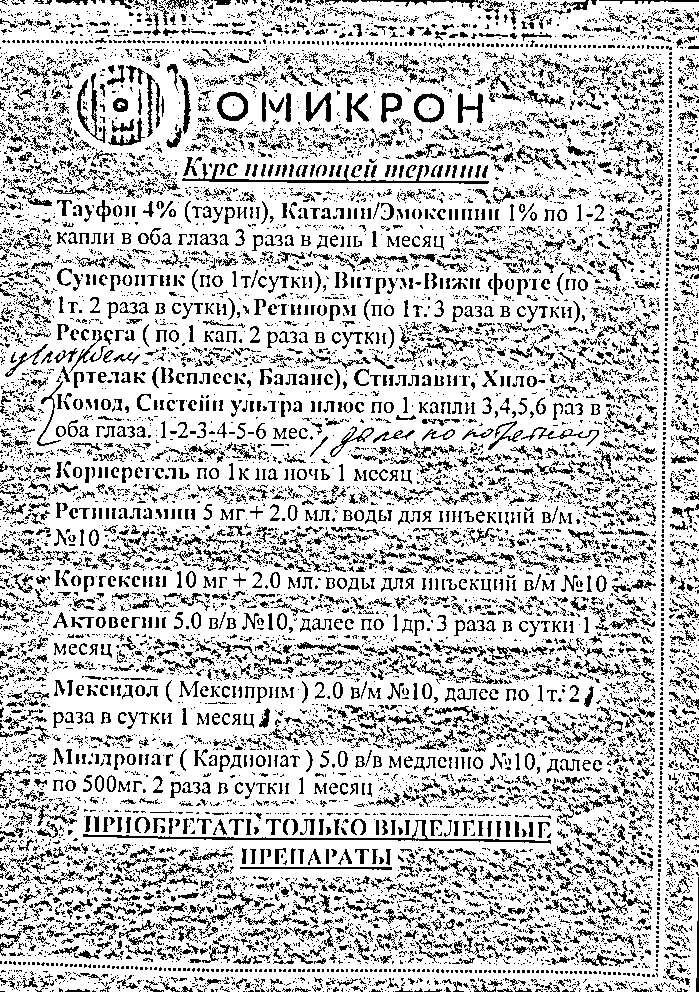 ОМИКРОН
Курс питающей терапии
Тауфон 4% (таурин), Каталин/Эмоксипин 1% по 1-2
капли в оба глаза 3 раза в день 1 месяц
Супероптик (по 1т/сутки), Витрум-Вижн форте (по
1т. 2 раза в сутки), Ретинорм (по 1т. 3 раза в сутки),
Ресвега ( по 1 кап. 2 раза в сутки)
Артелак (Всплеск, Баланс), Стиллавит, Хило-
Комод, Систейн ультра плюс по 1 капли 3,4,5,6 раз в
оба глаза. 1-2-3-4-5-6 мес., далее по
Корнерегель по 1к на ночь 1 месяц
Ретиналамин 5 мг + 2.0 мл. воды для инъекций в/м.
№10
Кортексин 10 мг + 2.0 мл. воды для инъекций в/м №10
Актовегин 5.0 в/в №10, далее по 1др. 3 раза в сутки 1
месяц
Мексидол ( Мексиприм ) 2.0 в/м №10, далее по 1т. 2
раза в сутки 1 месяц
Милдронат ( Кардионат ) 5.0 в/в медленно №10, далее
по 500мг. 2 раза в сутки 1 месяц
ПРИОБРЕТАТЬ ТОЛЬКО ВЫДЕЛЕННЫЕ
ПРЕПАРАТЫ